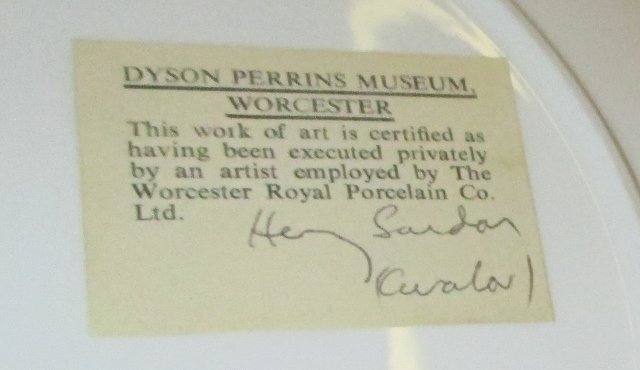 DYSON PERRINS MUSEUM,
WORCESTER
This work of art is certified as
having been executed privately
by an artist employed by The
Worcester Royal Porcelain Co.
Ltd.
Henry Sandon
(Curator)